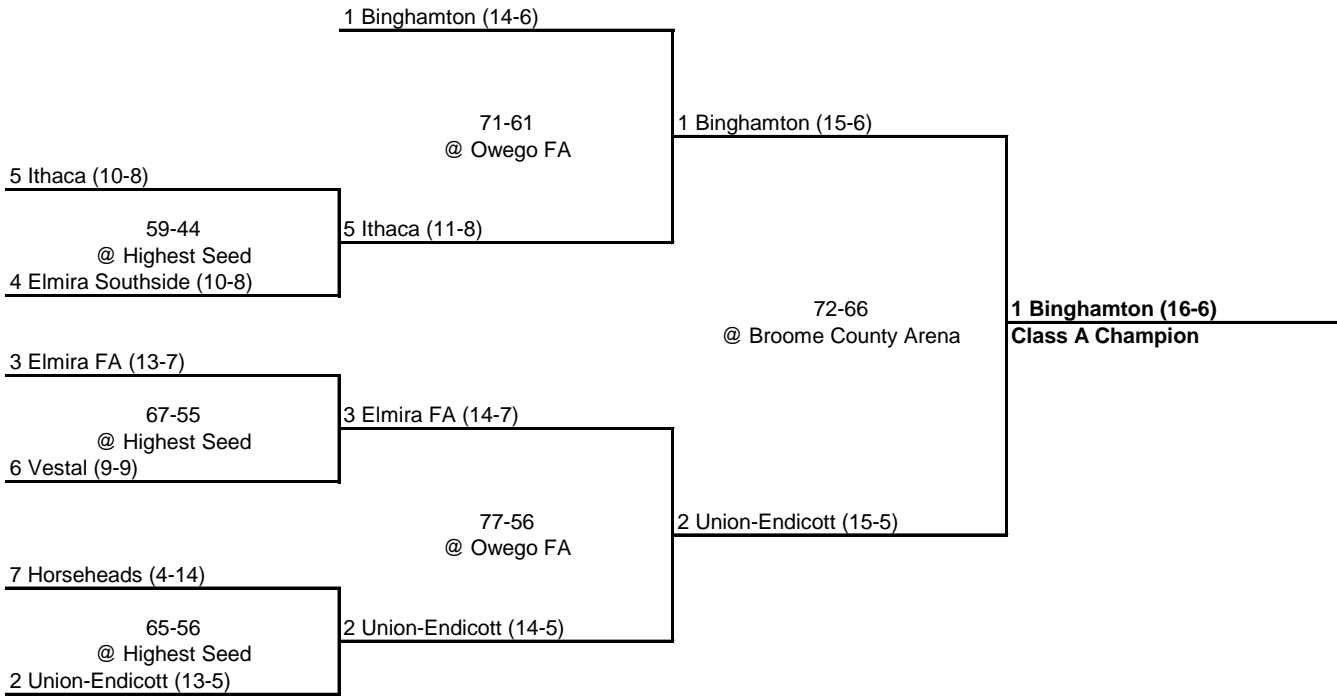 1 Binghamton (14-6)
71-61
@ Owego FA
1 Binghamton (15-6)
5 Ithaca (10-8)
59-44
@ Highest Seed
5 Ithaca (11-8)
4 Elmira Southside (10-8)
72-66
@ Broome County Arena
1 Binghamton (16-6)
Class A Champion
3 Elmira FA (13-7)
67-55
@ Highest Seed
3 Elmira FA (14-7)
6 Vestal (9-9)
77-56
@ Owego FA
2 Union-Endicott (15-5)
7 Horseheads (4-14)
65-56
@ Highest Seed
2 Union-Endicott (14-5)
2 Union-Endicott (13-5)